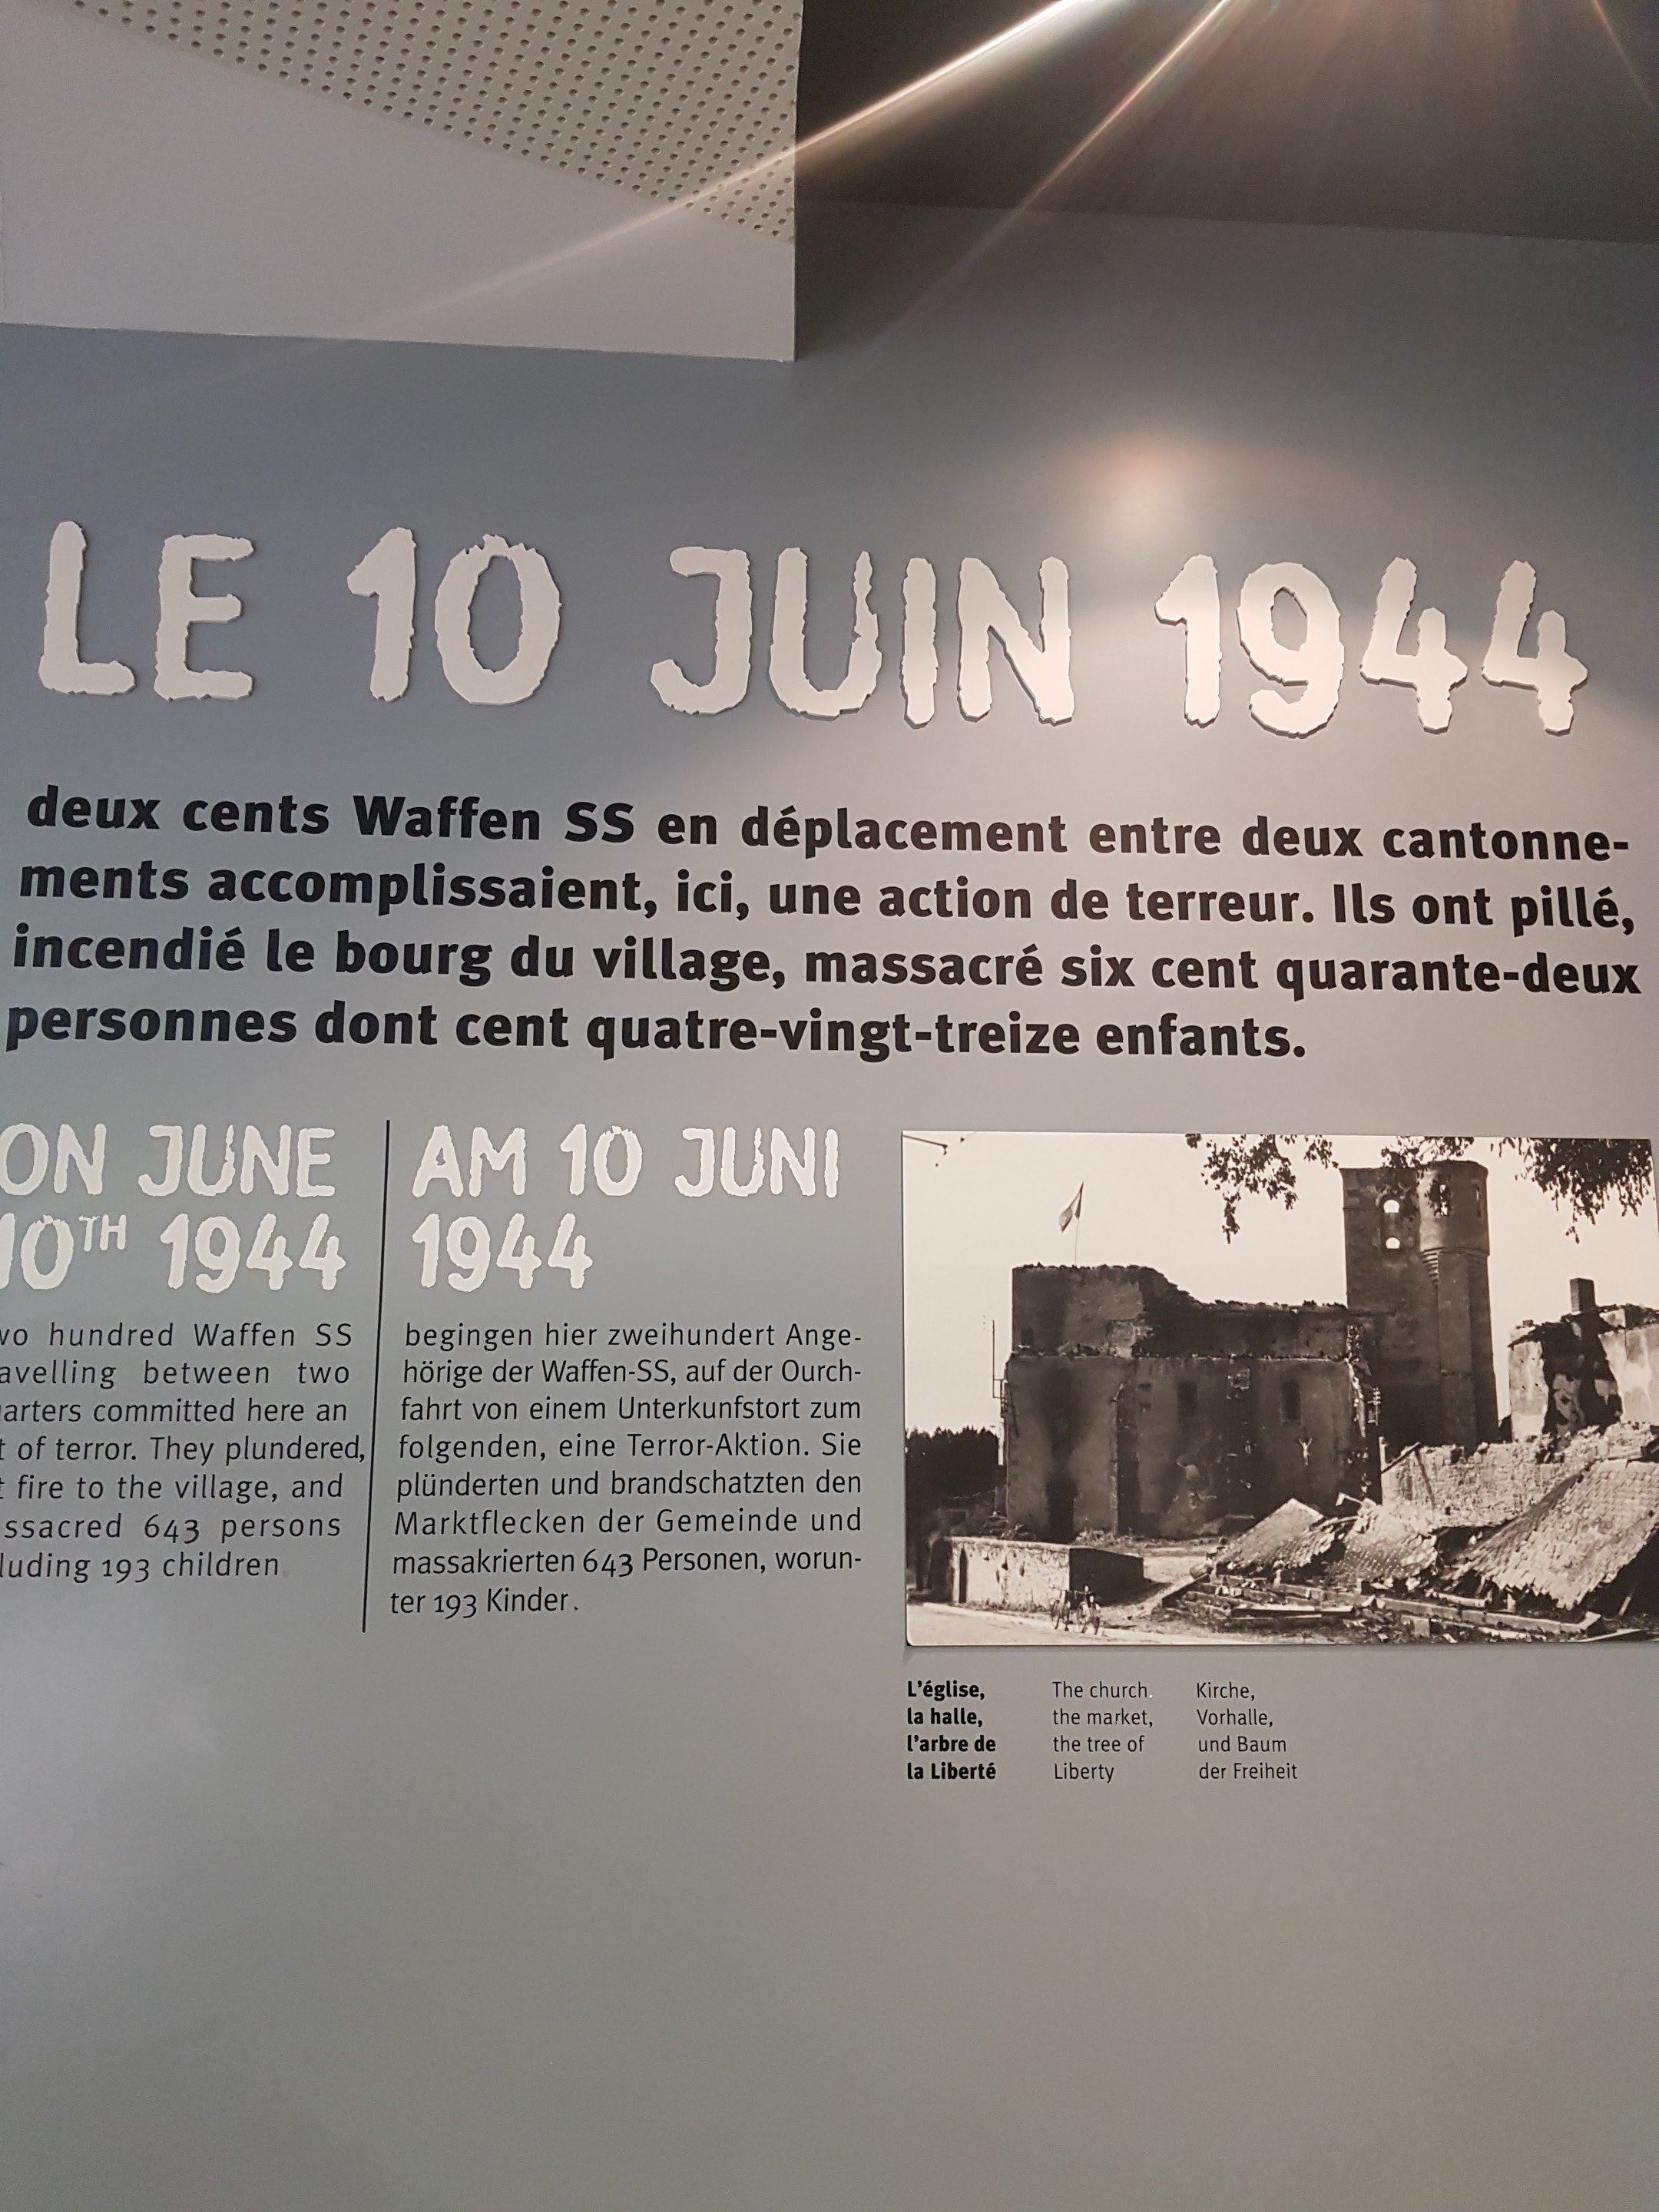 LE 10 JUIN 1944
deux cents Waffen SS en déplacement entre deux cantonne-
ments accomplissaient, ici, une action de terreur. Ils ont pillé,
incendié le bourg du village, massacré six cent quarante-deux
personnes dont cent quatre-vingt-treize enfants.
ON JUNE
10TH 1944
hundred Waffen SS
between two
committed here an
of terror. They plundered,
fire to the village, and
643 persons
193 children
AM 10 JUNI
1944
begingen hier zweihundert Ange-
hörige der Waffen-SS, auf der Ourch-
fahrt von einem Unterkunfstort zum
folgenden, eine Terror-Aktion. Sie
plünderten und brandschatzten den
Marktflecken der Gemeinde und
massakrierten 643 Personen, worun-
ter 193 Kinder.
L'église,
la halle,
l'arbre de
la Liberté
The church.
the market,
the tree of
Liberty
Kirche,
Vorhalle,
und Baum
der Freiheit